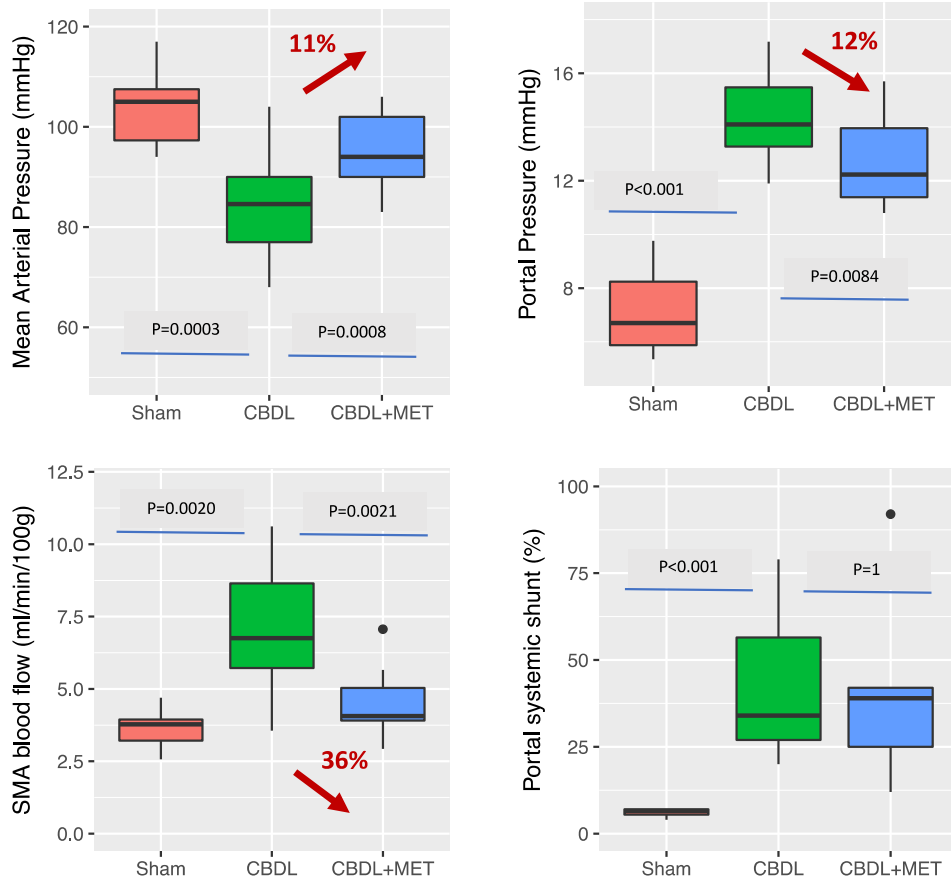 Mean Arterial Pressure (mmHg)
120
100
80
60
11%
P=0.0003
P=0.0008
Sham
CBDL
CBDL+MET
Portal Pressure (mmHg)
16
12
8
12%
P<0.001
P=0.0084
Sham
CBDL
CBDL+MET
SMA blood flow (ml/min/100g)
12.5
10.0
7.5
5.0
2.5
0.0
P=0.0020
P=0.0021
36%
Sham
CBDL
CBDL+MET
Portal systemic shunt (%)
100
75
50
25
0
P<0.001
P=1
Sham
CBDL
CBDL+MET